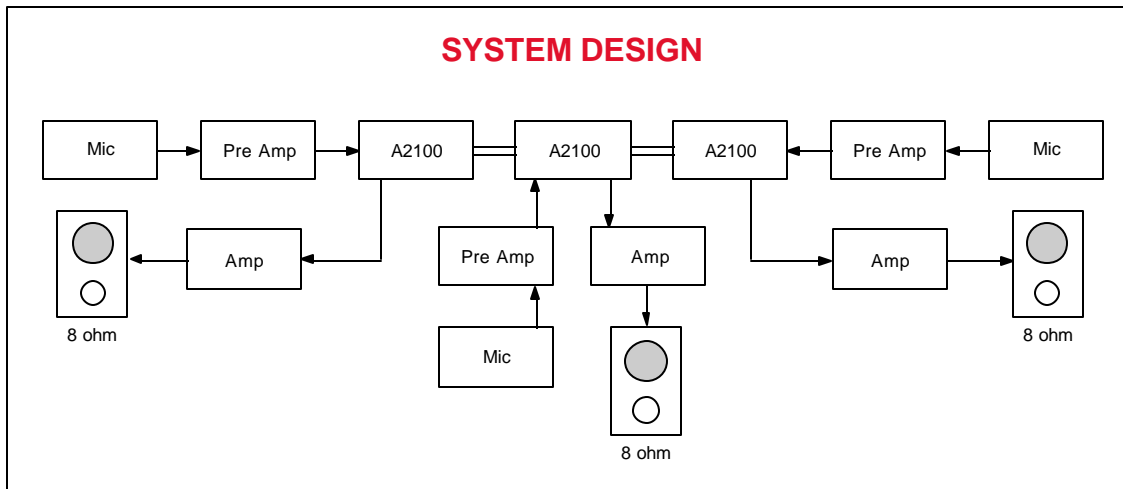 SYSTEM DESIGN
Mic
Pre Amp
A2100
A2100
A2100
Pre Amp
Mic
Amp
Pre Amp
Amp
Amp
8 ohm
8 ohm
Mic
8 ohm